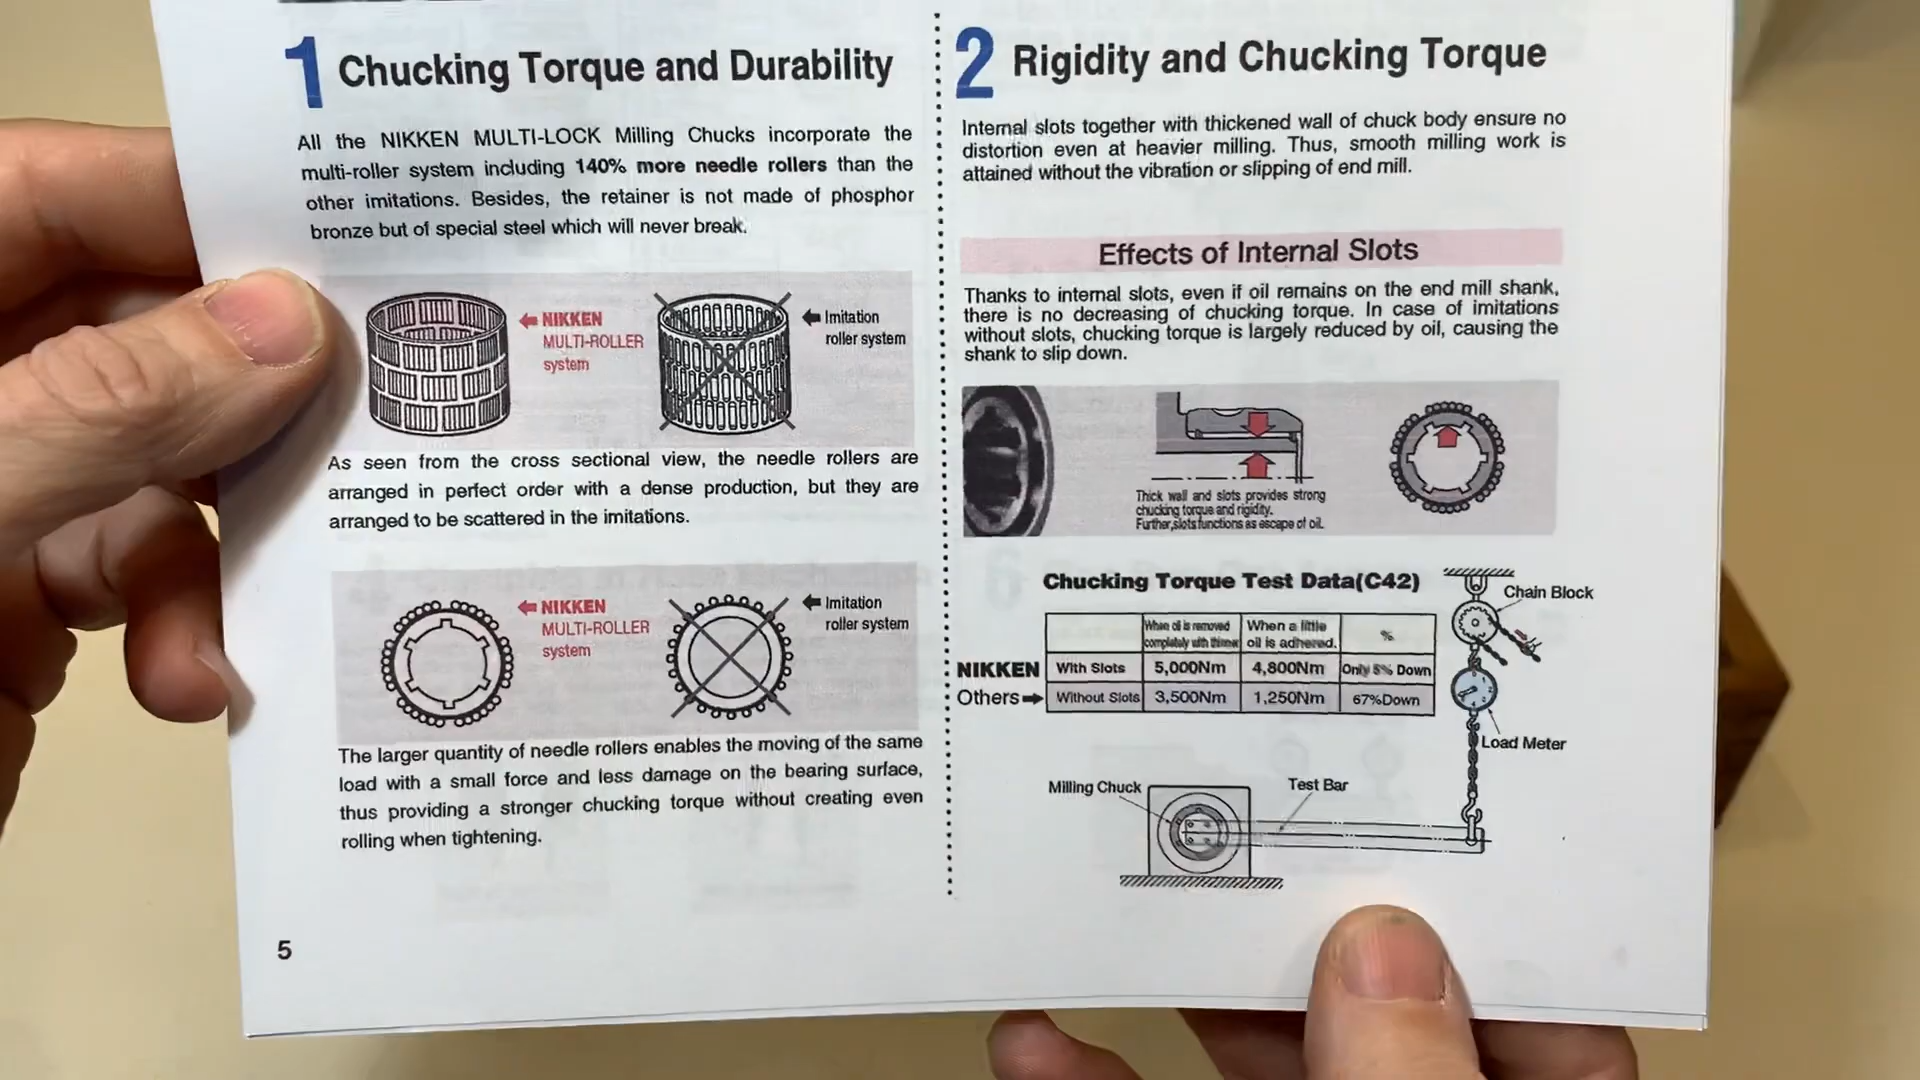 1 Chucking Torque and Durability
All the NIKKEN MULTI-LOCK Milling Chucks incorporate the
multi-roller system including 140% more needle rollers than the
other imitations. Besides, the retainer is not made of phosphor
bronze but of special steel which will never break.
NIKKEN
MULTI-ROLLER
system
Imitation
roller system
As seen from the cross sectional view, the needle rollers are
arranged in perfect order with a dense production, but they are
arranged to be scattered in the imitations.
NIKKEN
MULTI-ROLLER
system
Imitation
roller system
The larger quantity of needle rollers enables the moving of the same
load with a small force and less damage on the bearing surface,
thus providing a stronger chucking torque without creating even
rolling when tightening.
5
2 Rigidity and Chucking Torque
Internal slots together with thickened wall of chuck body ensure no
distortion even at heavier milling. Thus, smooth milling work is
attained without the vibration or slipping of end mill.
Effects of Internal Slots
Thanks to internal slots, even if oil remains on the end mill shank,
there is no decreasing of chucking torque. In case of imitations
without slots, chucking torque is largely reduced by oil, causing the
shank to slip down.
Thick wall and slots provides strong
chucking torque and rigidity.
Further,slots functions as escape of oil.
Chucking Torque Test Data(C42)
When oil is removed
completely with thinner
When a little
oil is adhered.
%
NIKKEN With Slots 5,000Nm 4,800Nm Only 5% Down
Others Without Slots 3,500Nm 1,250Nm 67%Down
Chain Block
Load Meter
Milling Chuck
Test Bar